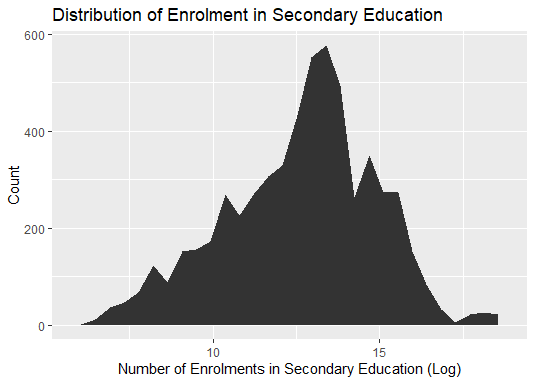 Distribution of Enrolment in Secondary Education
600
400
200
0
Count
10
15
Number of Enrolments in Secondary Education (Log)